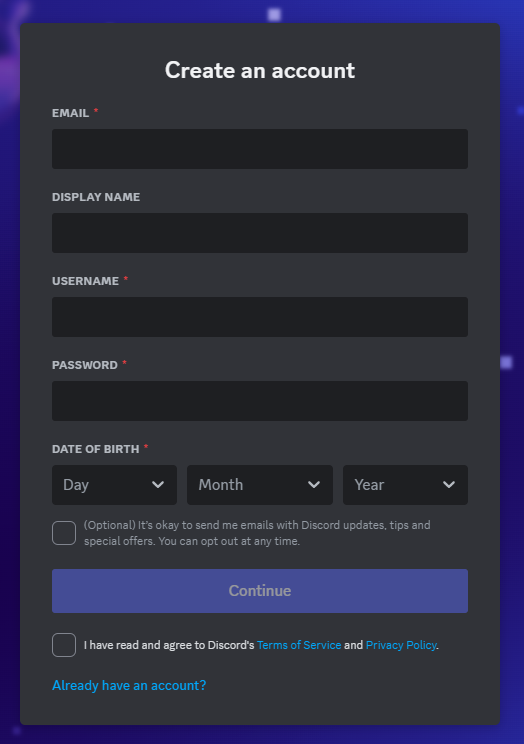 Create an account
EMAIL *
DISPLAY NAME
USERNAME *
PASSWORD *
DATE OF BIRTH *
Day Month Year
(Optional) It's okay to send me emails with Discord updates, tips and
special offers. You can opt out at any time.
Continue
I have read and agree to Discord's Terms of Service and Privacy Policy.
Already have an account?